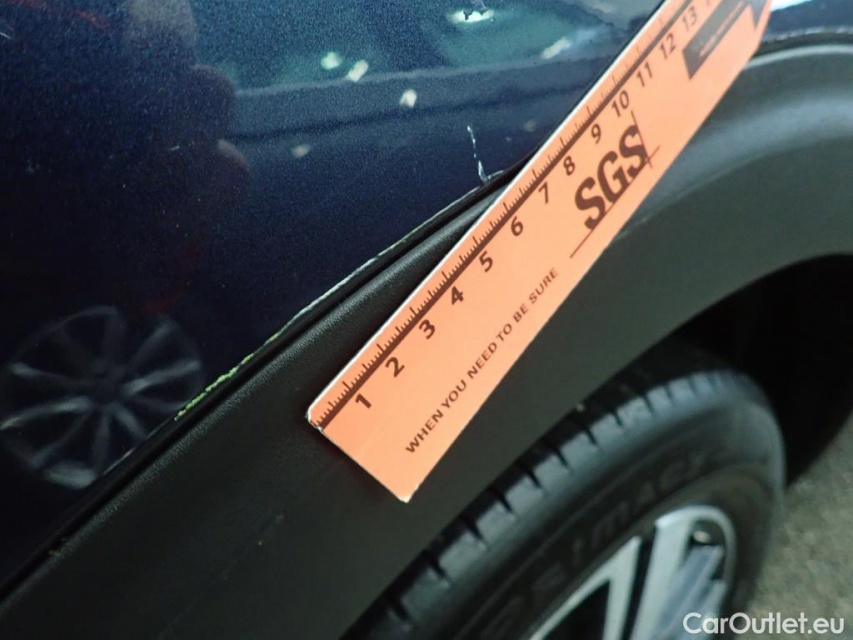 1 2 3 4 5 6 7 8 9 10 11 12 13
SGS
WHEN YOU NEED TO BE SURE
PRIMACY
CarOutlet.eu